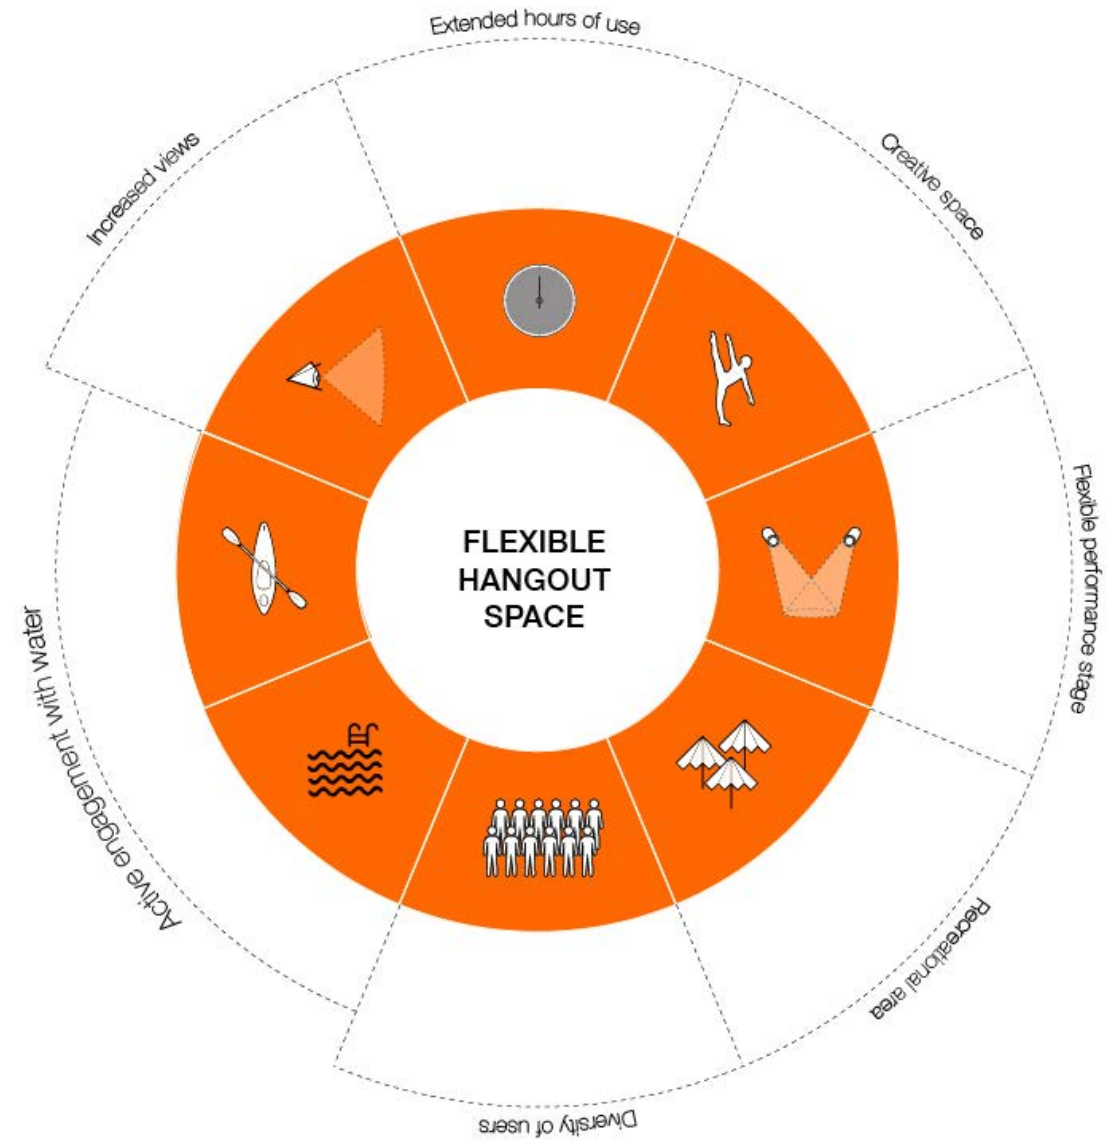 Extended hours of use
Creative space
Flexible performance stage
Recreational area
Diversity of users
Active engagement with water
Increased views
FLEXIBLE
HANGOUT
SPACE